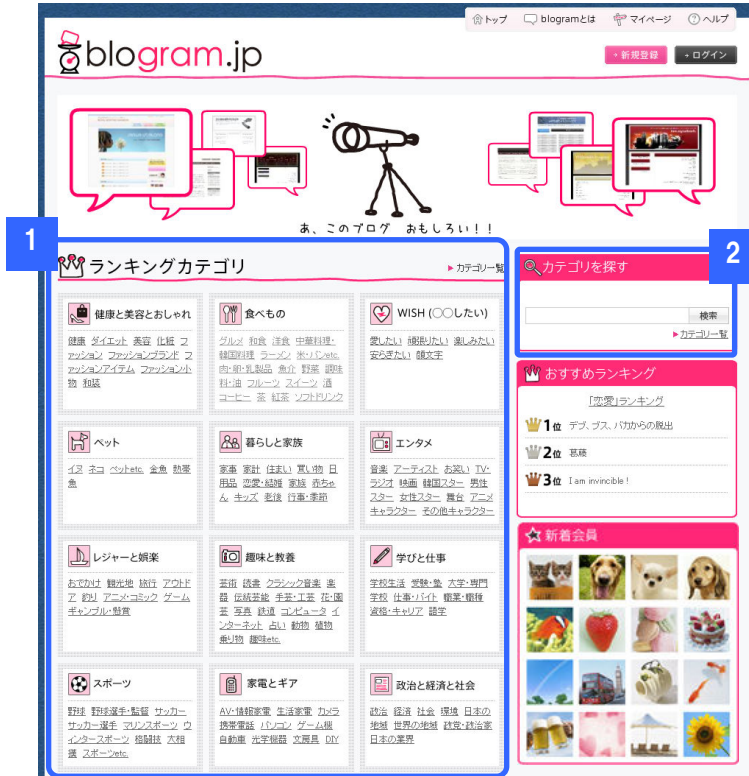 トップ blogramとは マイページ ヘルプ
blogram.jp
新規登録 ログイン
あ、このブログ おもしろい！！
1
ランキングカテゴリ
カテゴリ一覧
健康と美容とおしゃれ
健康 ダイエット 美容 化粧 フ
ァッション ファッションブランド フ
ァッションアイテム ファッション小
物 和装
食べもの
グルメ 和食 洋食 中華料理・
韓国料理 ラーメン 米・パンetc.
肉・卵・乳製品 魚介 野菜 調味
料・油 フルーツ スイーツ 酒
コーヒー 茶 紅茶 ソフトドリンク
WISH (〇〇したい)
愛したい 頑張りたい 楽しみたい
安らぎたい 顔文字
ペット
イヌ ネコ ペットetc. 金魚 熱帯
魚
暮らしと家族
家事 家計 住まい 買い物 日
用品 恋愛・結婚 家族 赤ちゃ
ん キッズ 老後 行事・季節
エンタメ
音楽 アーティスト お笑い TV・
ラジオ 映画 韓国スター 男性
スター 女性スター 舞台 アニメ
キャラクター その他キャラクター
レジャーと娯楽
おでかけ 観光地 旅行 アウトド
ア 釣り アニメ・コミック ゲーム
ギャンブル・懸賞
趣味と教養
芸術 読書 クラシック音楽 楽
器 伝統芸能 手芸・工芸 花・園
芸 写真 鉄道 コンピュータ イ
ンターネット 占い 動物 植物
乗り物 趣味etc.
学びと仕事
学校生活 受験・塾 大学・専門
学校 仕事・バイト 職業・職種
資格・キャリア 語学
スポーツ
野球 野球選手・監督 サッカー
サッカー選手 マリンスポーツ ウ
ィンタースポーツ 格闘技 大相
撲 スポーツetc.
家電とギア
AV・情報家電 生活家電 カメラ
携帯電話 パソコン ゲーム機
自動車 光学機器 文房具 DIY
政治と経済と社会
政治 経済 社会 環境 日本の
地域 世界の地域 政党・政治家
日本の業界
2
カテゴリを探す
検索
カテゴリ一覧
おすすめランキング
「恋愛」ランキング
1位 デブ、ブス、バカからの脱出
2位 葛藤
3位 I am invincible !
新着会員